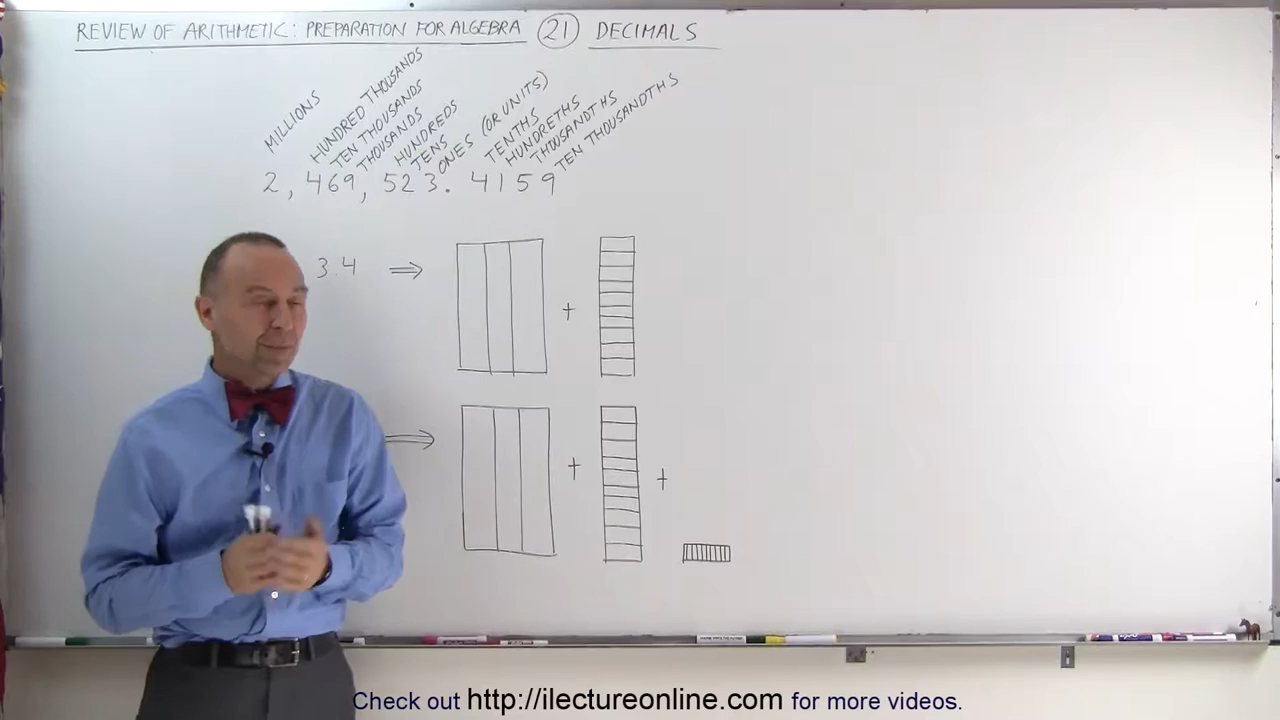 REVIEW OF ARITHMETIC: PREPARATION FOR ALGEBRA (21) DECIMALS
MILLIONS
HUNDRED THOUSANDS
TEN THOUSANDS
THOUSANDS
HUNDREDS
TENS
ONES (OR UNITS)
TENTHS
HUNDRETHS
THOUSANDTHS
TEN THOUSANDTHS
2, 469, 523. 4159
3.4 ⇒ +
⇒ + +
Check out http://ilectureonline.com for more videos.